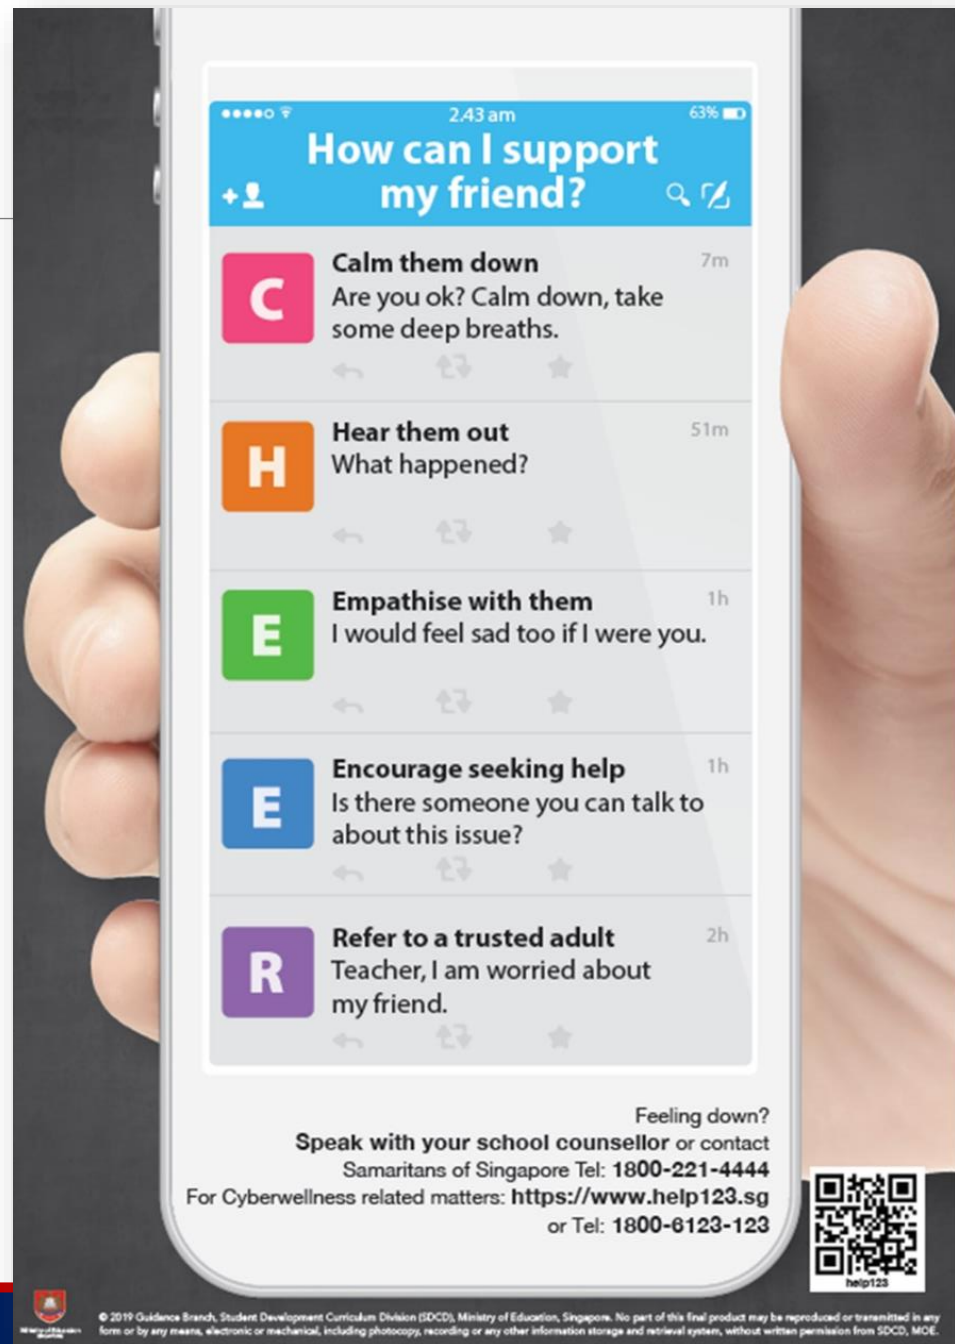 2.43 am
63%
How can I support
my friend?
C
Calm them down
7m
Are you ok? Calm down, take
some deep breaths.
H
Hear them out
51m
What happened?
E
Empathise with them
1h
I would feel sad too if I were you.
E
Encourage seeking help
1h
Is there someone you can talk to
about this issue?
R
Refer to a trusted adult
2h
Teacher, I am worried about
my friend.
Feeling down?
Speak with your school counsellor or contact
Samaritans of Singapore Tel: 1800-221-4444
For Cyberwellness related matters: https://www.help123.sg
or Tel: 1800-6123-123
help123
© 2019 Guidance Branch, Student Development Curriculum Division (SDCD), Ministry of Education, Singapore. No part of this final product may be reproduced or transmitted in any
form or by any means, electronic or mechanical, including photocopy, recording or any other information storage and retrieval system, without written permission from SDCD, MOE.